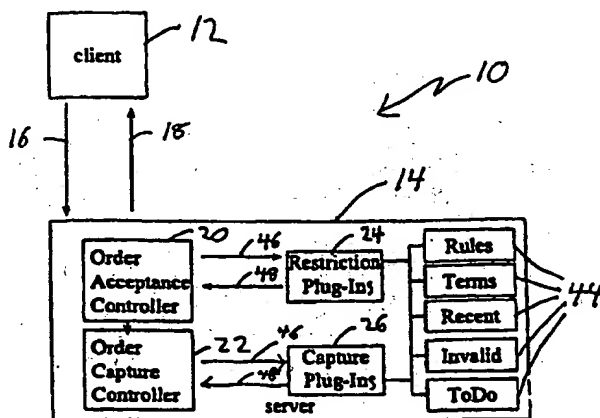 client
12
10
16
18
14
20
46
24
Order
Acceptance
Controller
48
Restriction
Plug-Ins
Rules
Terms
Recent
Invalid
ToDo
44
Order
Capture
Controller
22
46
48
26
Capture
Plug-Ins
server